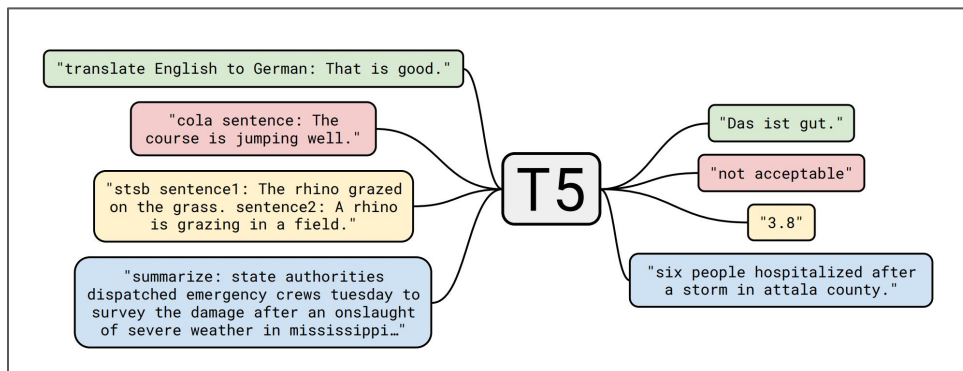 "translate English to German: That is good."
"cola sentence: The
course is jumping well."
"stsb sentence1: The rhino grazed
on the grass. sentence2: A rhino
is grazing in a field."
"summarize: state authorities
dispatched emergency crews tuesday to
survey the damage after an onslaught
of severe weather in mississippi…"
T5
"Das ist gut."
"not acceptable"
"3.8"
"six people hospitalized after
a storm in attala county."